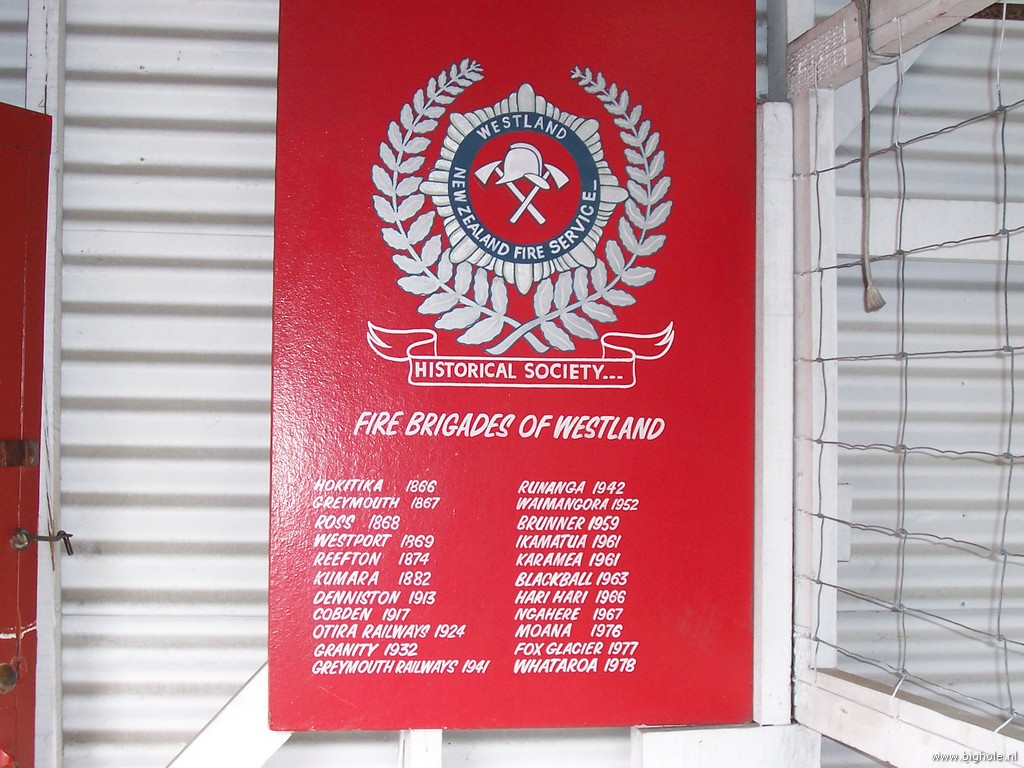 WESTLAND
NEW ZEALAND FIRE SERVICE_
HISTORICAL SOCIETY...
FIRE BRIGADES OF WESTLAND
HOKITIKA 1866
GREYMOUTH 1867
ROSS 1868
WESTPORT 1869
REEFTON 1874
KUMARA 1882
DENNISTON 1913
COBDEN 1917
OTIRA RAILWAYS 1924
GRANITY 1932
GREYMOUTH RAILWAYS 1941
RUNANGA 1942
WAIMANGORA 1952
BRUNNER 1959
IKAMATUA 1961
KARAMEA 1961
BLACKBALL 1963
HARI HARI 1966
NGAHERE 1967
MOANA 1976
FOX GLACIER 1977
WHATAROA 1978
www.bighole.nl